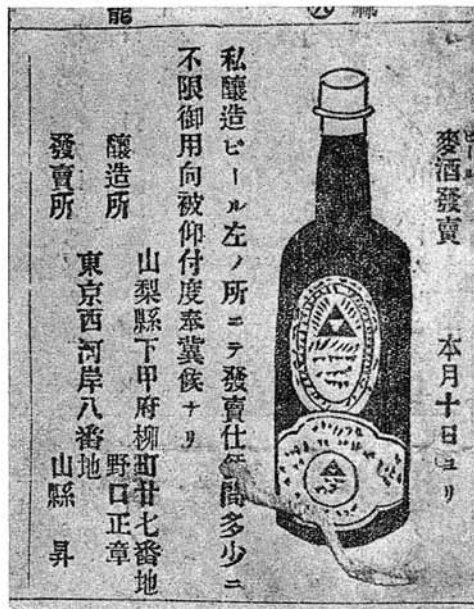 麥酒發賣 本月十日ヨリ
ビール
私釀造ビール左ノ所ニテ發賣仕候間多少ニ
不限御用向被仰付度奉冀候ナリ
山梨縣下甲府柳町廿七番地
釀造所 野口正章
東京西河岸八番地
發賣所 山縣昇